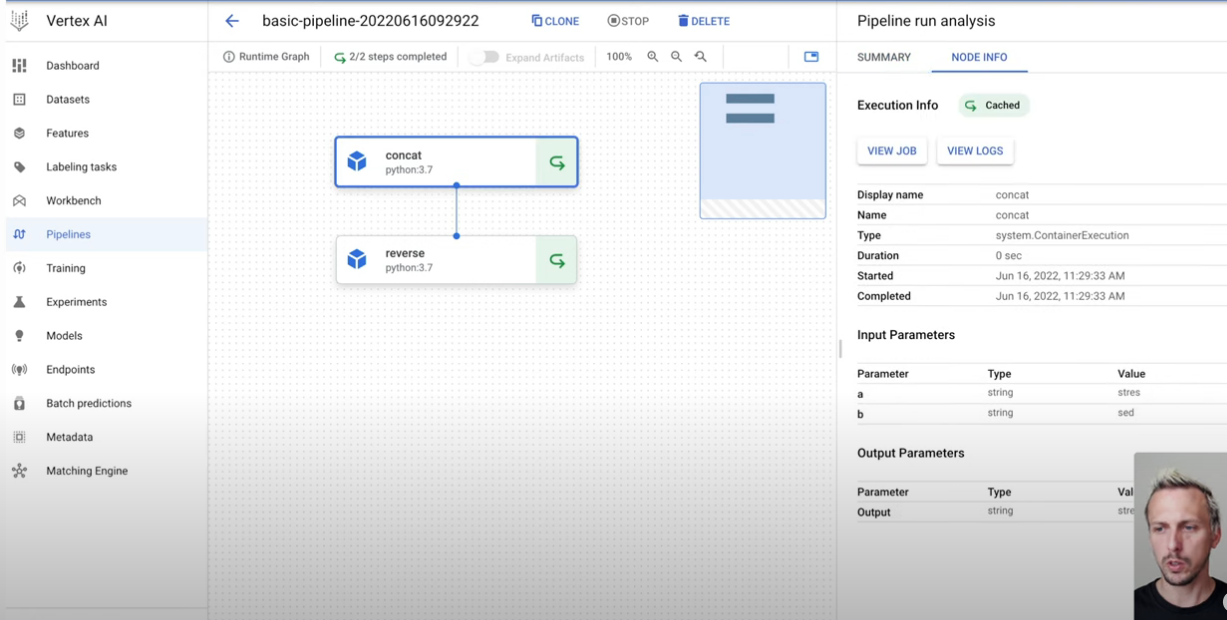 Vertex AI
Dashboard
Datasets
Features
Labeling tasks
Workbench
Pipelines
Training
Experiments
Models
Endpoints
Batch predictions
Metadata
Matching Engine
basic-pipeline-20220616092922 CLONE STOP DELETE
Runtime Graph 2/2 steps completed Expand Artifacts 100%
concat
python:3.7
reverse
python:3.7
Pipeline run analysis
SUMMARY NODE INFO
Execution Info Cached
VIEW JOB VIEW LOGS
Display name concat
Name concat
Type system.ContainerExecution
Duration 0 sec
Started Jun 16, 2022, 11:29:33 AM
Completed Jun 16, 2022, 11:29:33 AM
Input Parameters
Parameter Type Value
a string stres
b string sed
Output Parameters
Parameter Type
Output string